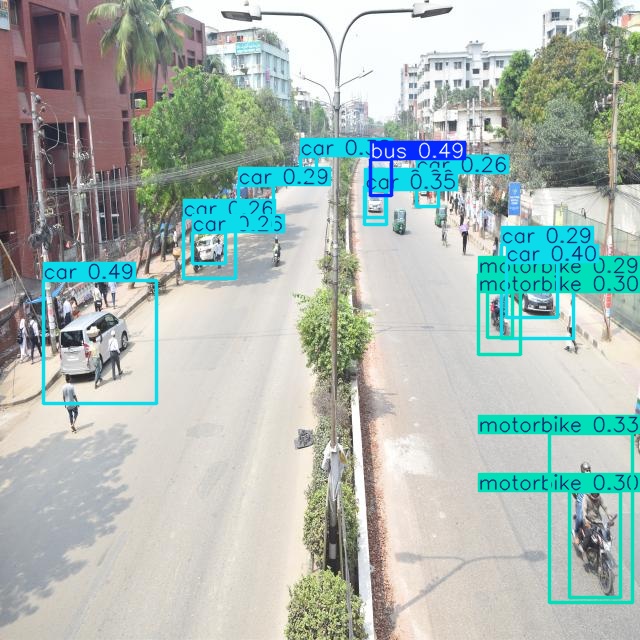 car 0.
bus 0.49
car 0.26
car 0.29
car 0.35
car 0.26
car 0.26
car 0.29
car 0.49
car 0.40
motorbike 0.29
motorbike 0.30
motorbike 0.33
motorbike 0.30